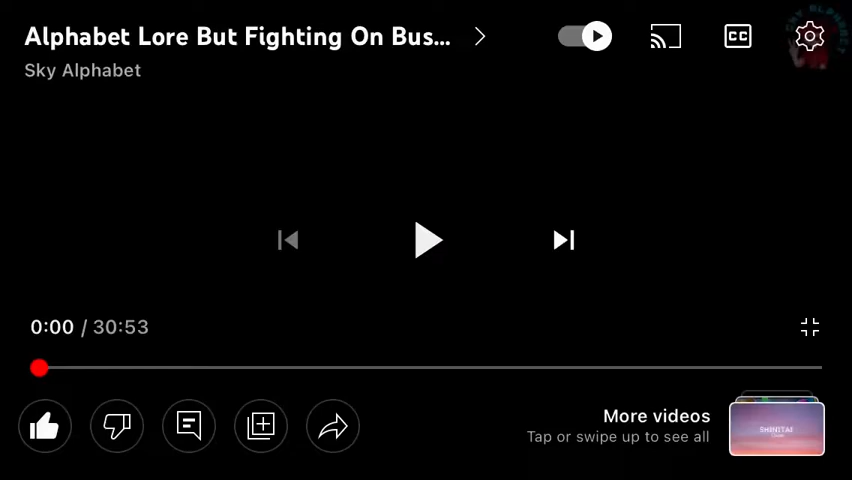 Alphabet Lore But Fighting On Bus...
Sky Alphabet
CC
0:00 / 30:53
More videos
Tap or swipe up to see all
SHINITAI